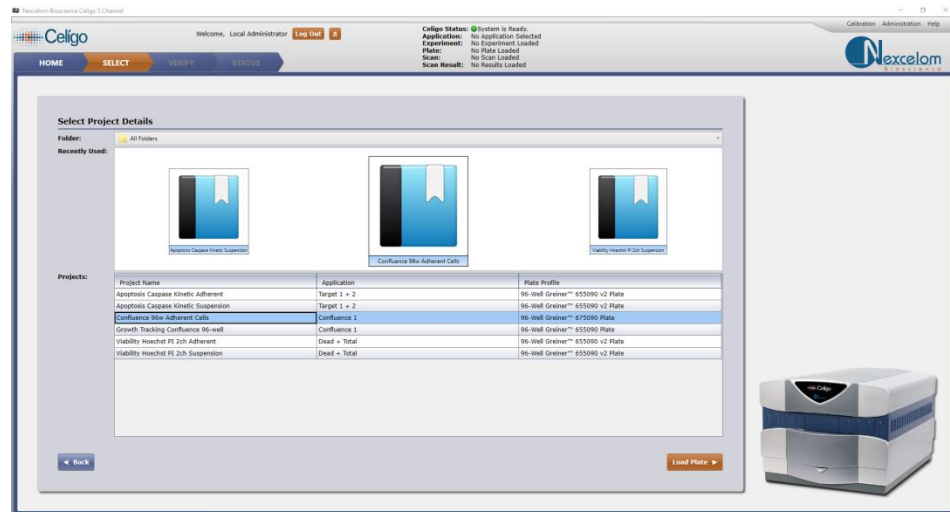 Nexcelom Bioscience Celigo 5 Channel
Calibration Administration Help
Celigo
Welcome, Local Administrator Log Out
Celigo Status: System is Ready.
Application: No Application Selected
Experiment: No Experiment Loaded
Plate: No Plate Loaded
Scan: No Scan Loaded
Scan Result: No Results Loaded
Nexcelom
Bioscience
HOME SELECT VERIFY STATUS
Select Project Details
Folder: All Folders
Recently Used:
Apoptosis Caspase Kinetic Suspension
Confluence 96w Adherent Cells
Viability Hoechst PI 2ch Suspension
Projects:
Project Name Application Plate Profile
Apoptosis Caspase Kinetic Adherent Target 1 + 2 96-Well Greiner™ 655090 v2 Plate
Apoptosis Caspase Kinetic Suspension Target 1 + 2 96-Well Greiner™ 655090 v2 Plate
Confluence 96w Adherent Cells Confluence 1 96-Well Greiner™ 675090 Plate
Growth Tracking Confluence 96-well Confluence 1 96-Well Greiner™ 655090 Plate
Viability Hoechst PI 2ch Adherent Dead + Total 96-Well Greiner™ 655090 v2 Plate
Viability Hoechst PI 2ch Suspension Dead + Total 96-Well Greiner™ 655090 v2 Plate
Celigo
Back
Load Plate